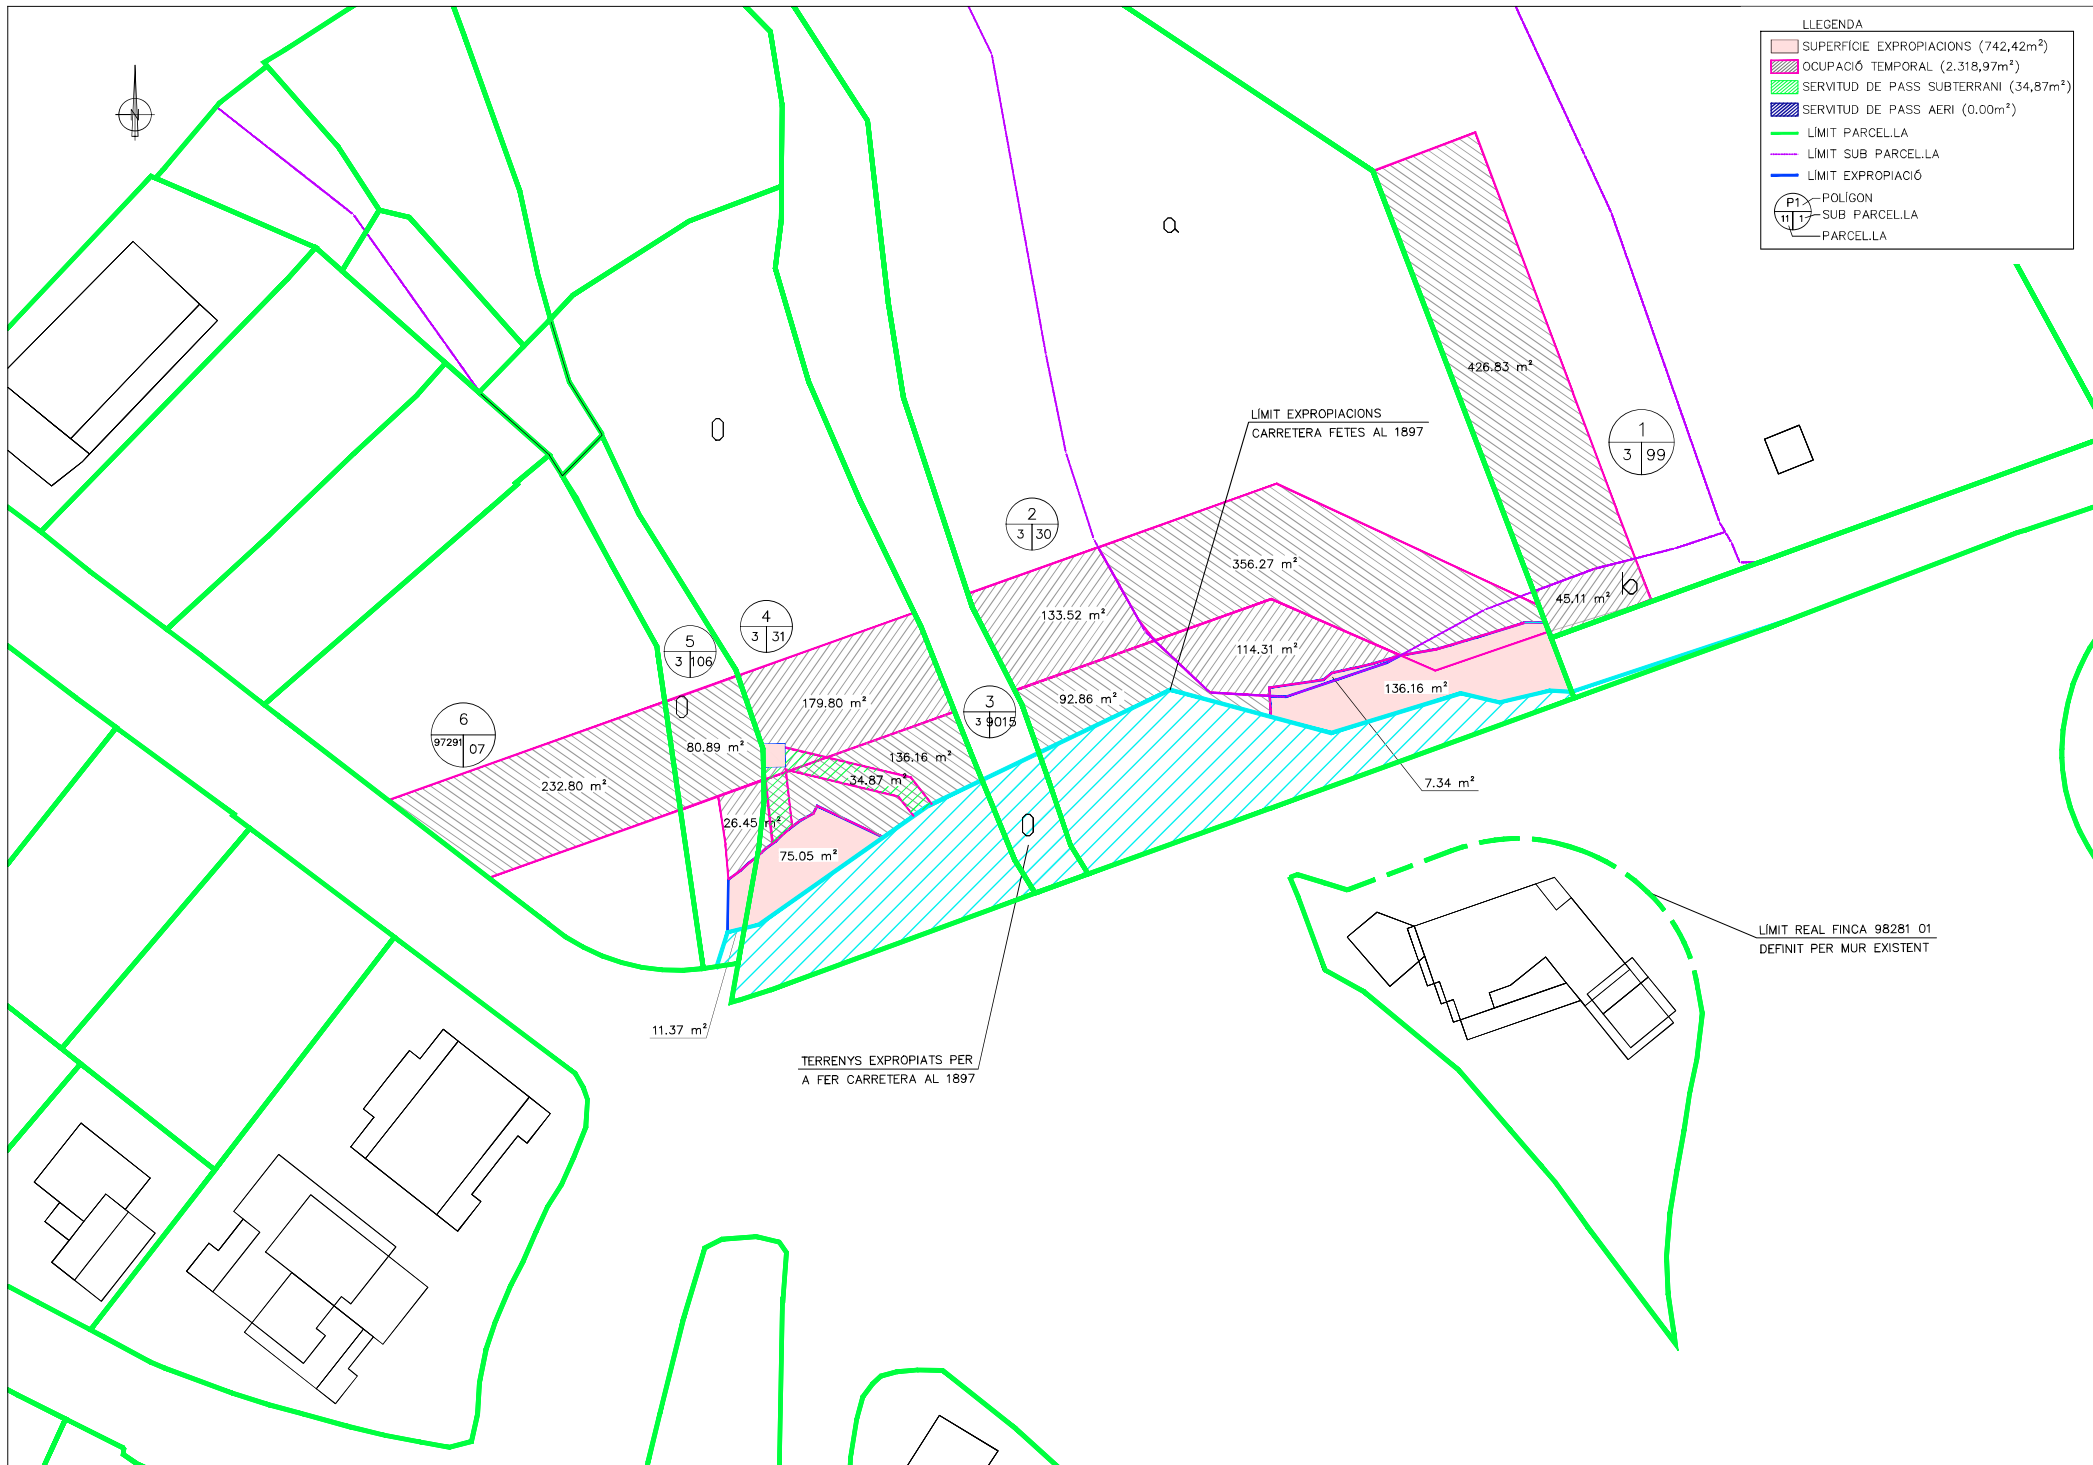 LLEGENDA
SUPERFÍCIE EXPROPIACIONS (742,42m²)
OCUPACIÓ TEMPORAL (2.318,97m²)
SERVITUD DE PASS SUBTERRANI (34,87m²)
SERVITUD DE PASS AERI (0.00m²)
LÍMIT PARCEL.LA
LÍMIT SUB PARCEL.LA
LÍMIT EXPROPIACIÓ
P1
11 1
POLÍGON
SUB PARCEL.LA
PARCEL.LA
N
a
426.83 m²
LÍMIT EXPROPIACIONS
CARRETERA FETES AL 1897
1
3 99
0
2
3 30
356.27 m²
b
45.11 m²
133.52 m²
4
3 31
5
3 106
114.31 m²
136.16 m²
92.86 m²
3
3 9015
179.80 m²
0
6
97291 07
80.89 m²
136.16 m²
34.87 m²
232.80 m²
7.34 m²
26.45 m²
0
75.05 m²
LÍMIT REAL FINCA 98281 01
DEFINIT PER MUR EXISTENT
11.37 m²
TERRENYS EXPROPIATS PER
A FER CARRETERA AL 1897